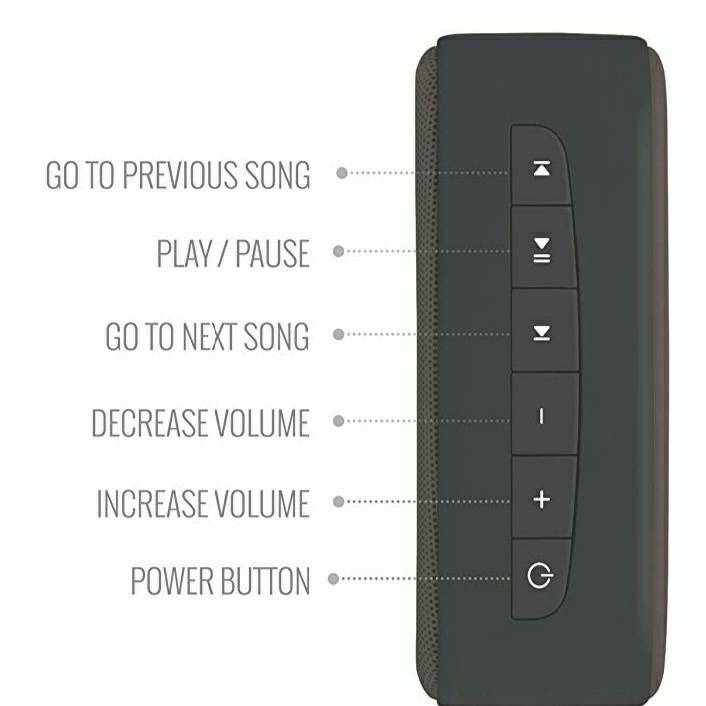 GO TO PREVIOUS SONG
PLAY / PAUSE
GO TO NEXT SONG
DECREASE VOLUME
INCREASE VOLUME
POWER BUTTON